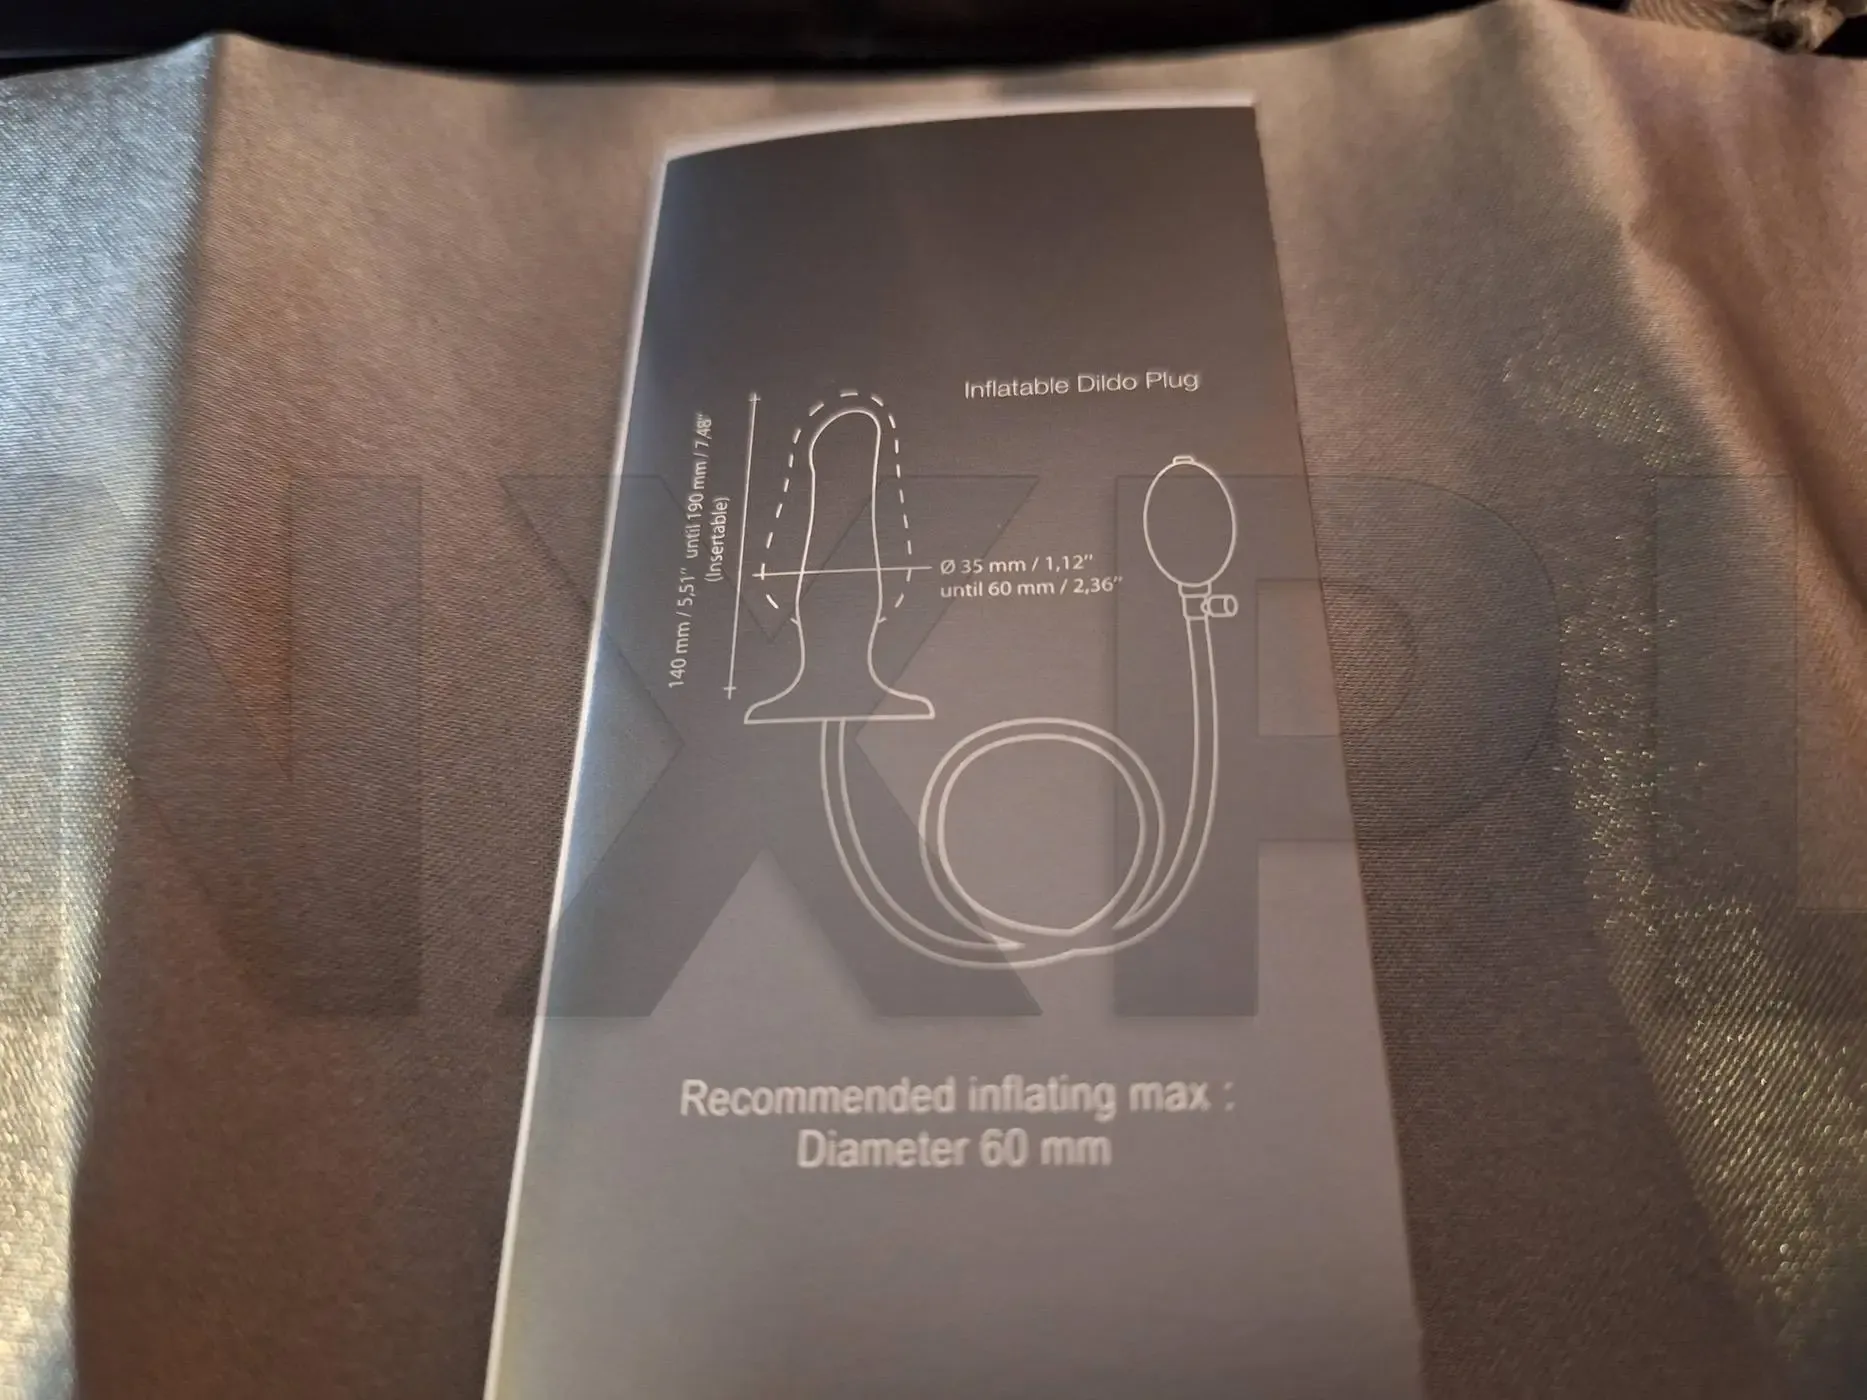 Inflatable Dildo Plug
140 mm / 5,51" until 190 mm / 7,48"
(Insertable)
Ø 35 mm / 1,12"
until 60 mm / 2,36"
Recommended inflating max :
Diameter 60 mm